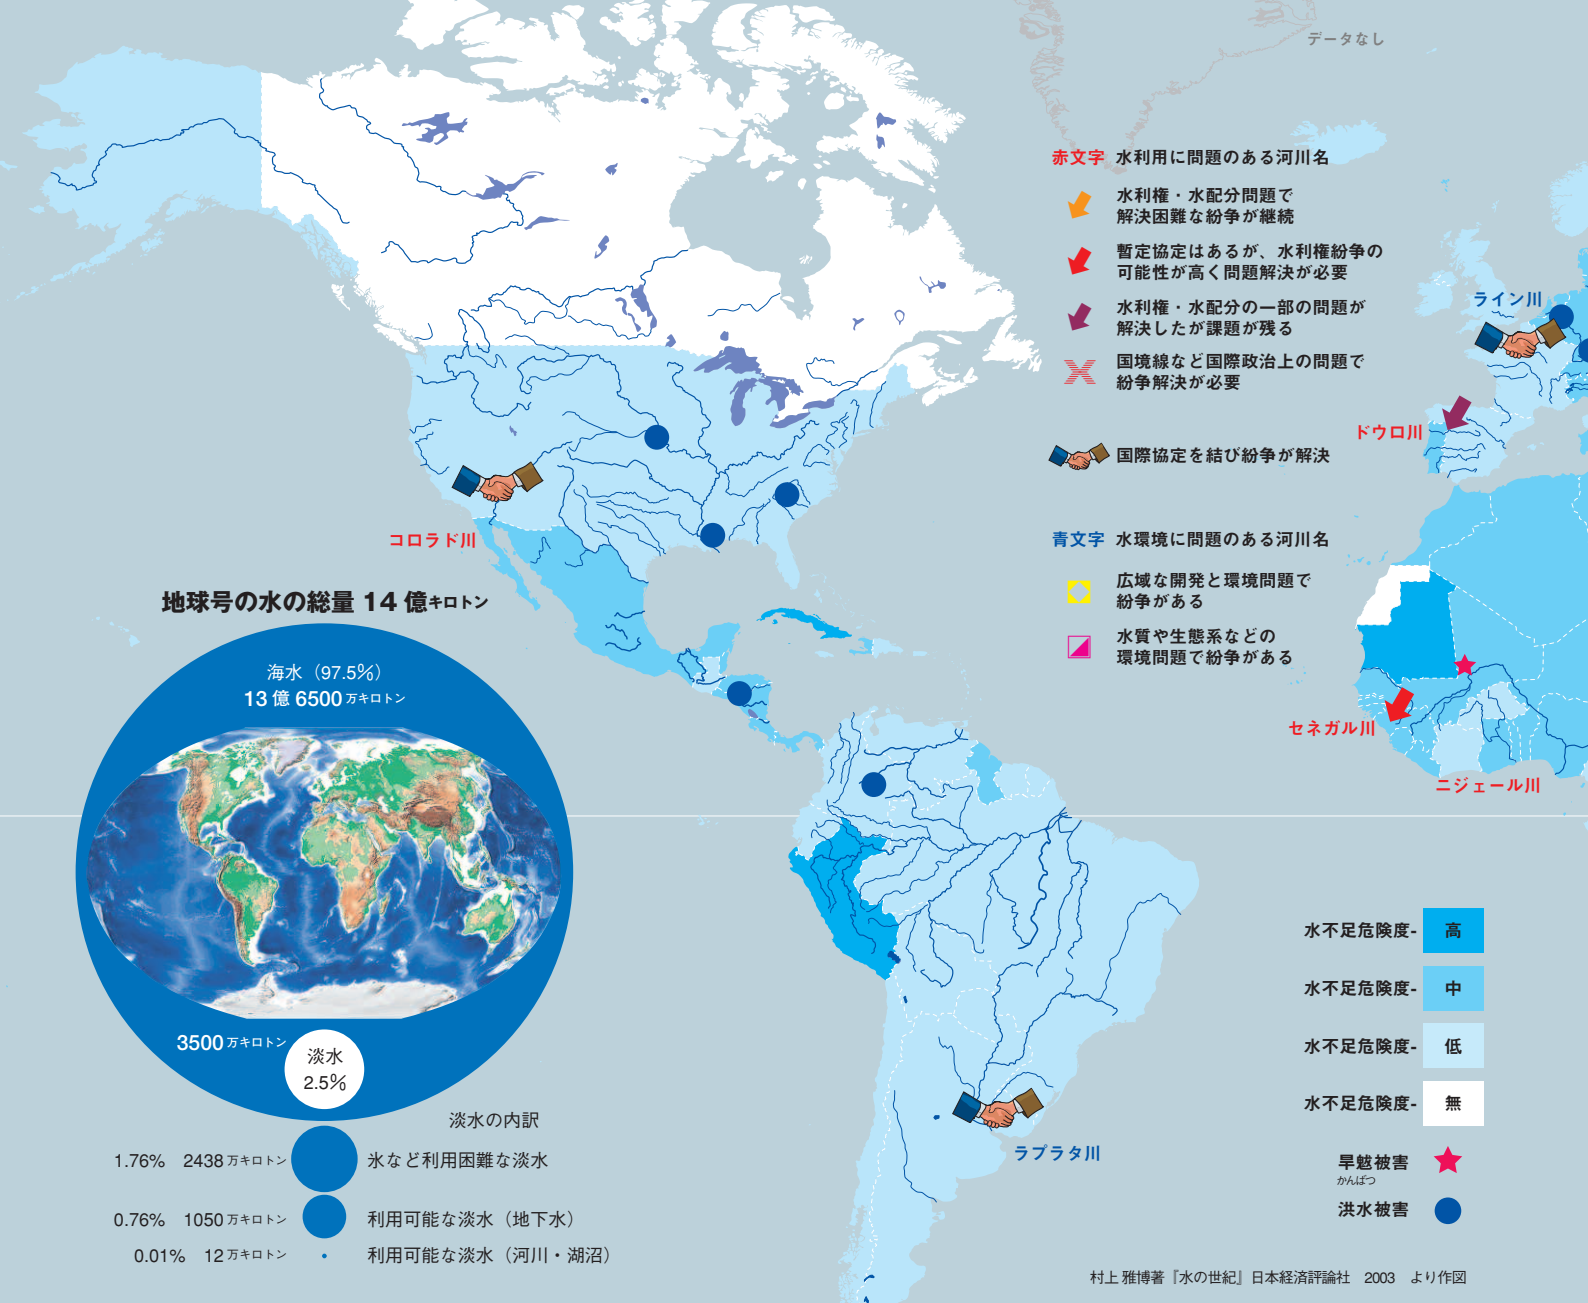 データなし
赤文字 水利用に問題のある河川名
水利権・水配分問題で
解決困難な紛争が継続
暫定協定はあるが、水利権紛争の
可能性が高く問題解決が必要
水利権・水配分の一部の問題が
解決したが課題が残る
国境線など国際政治上の問題で
紛争解決が必要
国際協定を結び紛争が解決
青文字 水環境に問題のある河川名
広域な開発と環境問題で
紛争がある
水質や生態系などの
環境問題で紛争がある
ライン川
ドウロ川
セネガル川
ニジェール川
コロラド川
ラプラタ川
地球号の水の総量 14 億キロトン
海水（97.5%）
13 億 6500 万キロトン
3500 万キロトン
淡水
2.5%
淡水の内訳
1.76% 2438 万キロトン 氷など利用困難な淡水
0.76% 1050 万キロトン 利用可能な淡水（地下水）
0.01% 12 万キロトン 利用可能な淡水（河川・湖沼）
水不足危険度- 高
水不足危険度- 中
水不足危険度- 低
水不足危険度- 無
旱魃被害
かんばつ
洪水被害
村上 雅博著『水の世紀』日本経済評論社 2003 より作図